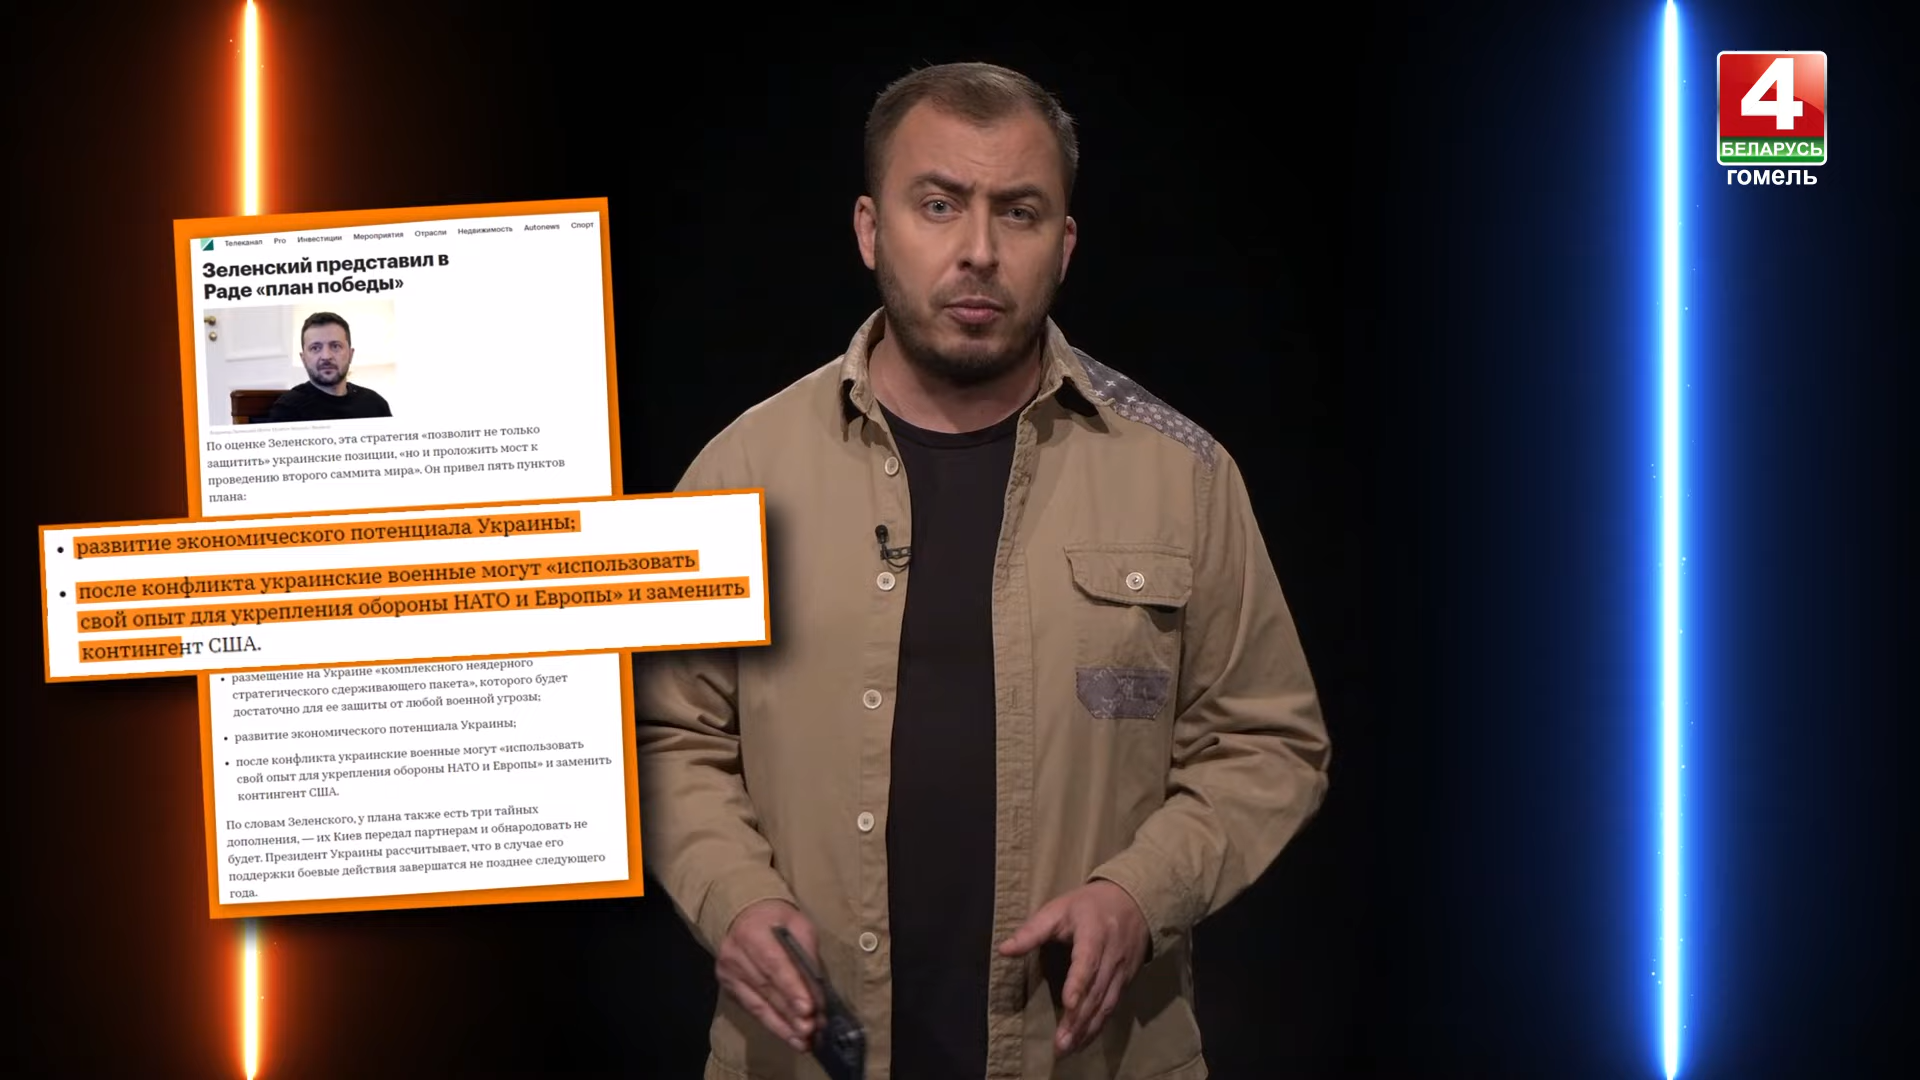 4
БЕЛАРУСЬ
гомель
Телеканал Pro Инвестиции Мероприятия Отрасли Недвижимость Autonews Спорт
Зеленский представил в
Раде «план победы»
По оценке Зеленского, эта стратегия «позволит не только
защитить» украинские позиции, «но и проложить мост к
проведению второго саммита мира». Он привел пять пунктов
плана:
• развитие экономического потенциала Украины;
• после конфликта украинские военные могут «использовать
свой опыт для укрепления обороны НАТО и Европы» и заменить
контингент США.
• размещение на Украине «комплексного неядерного
стратегического сдерживающего пакета», которого будет
достаточно для ее защиты от любой военной угрозы;
• развитие экономического потенциала Украины;
• после конфликта украинские военные могут «использовать
свой опыт для укрепления обороны НАТО и Европы» и заменить
контингент США.
По словам Зеленского, у плана также есть три тайных
дополнения, — их Киев передал партнерам и обнародовать не
будет. Президент Украины рассчитывает, что в случае его
поддержки боевые действия завершатся не позднее следующего
года.